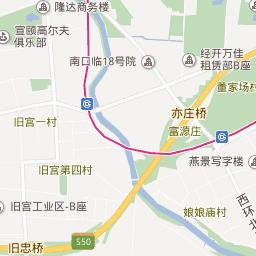 隆达商务楼
宣颐高尔夫
俱乐部
南口临18号院
经开万佳
租赁部B座
董家场村
亦庄桥
旧宫一村
富源庄
燕景写字楼
旧宫第四村
西环北
旧宫工业区-B座
娘娘庙村
旧忠桥
S50